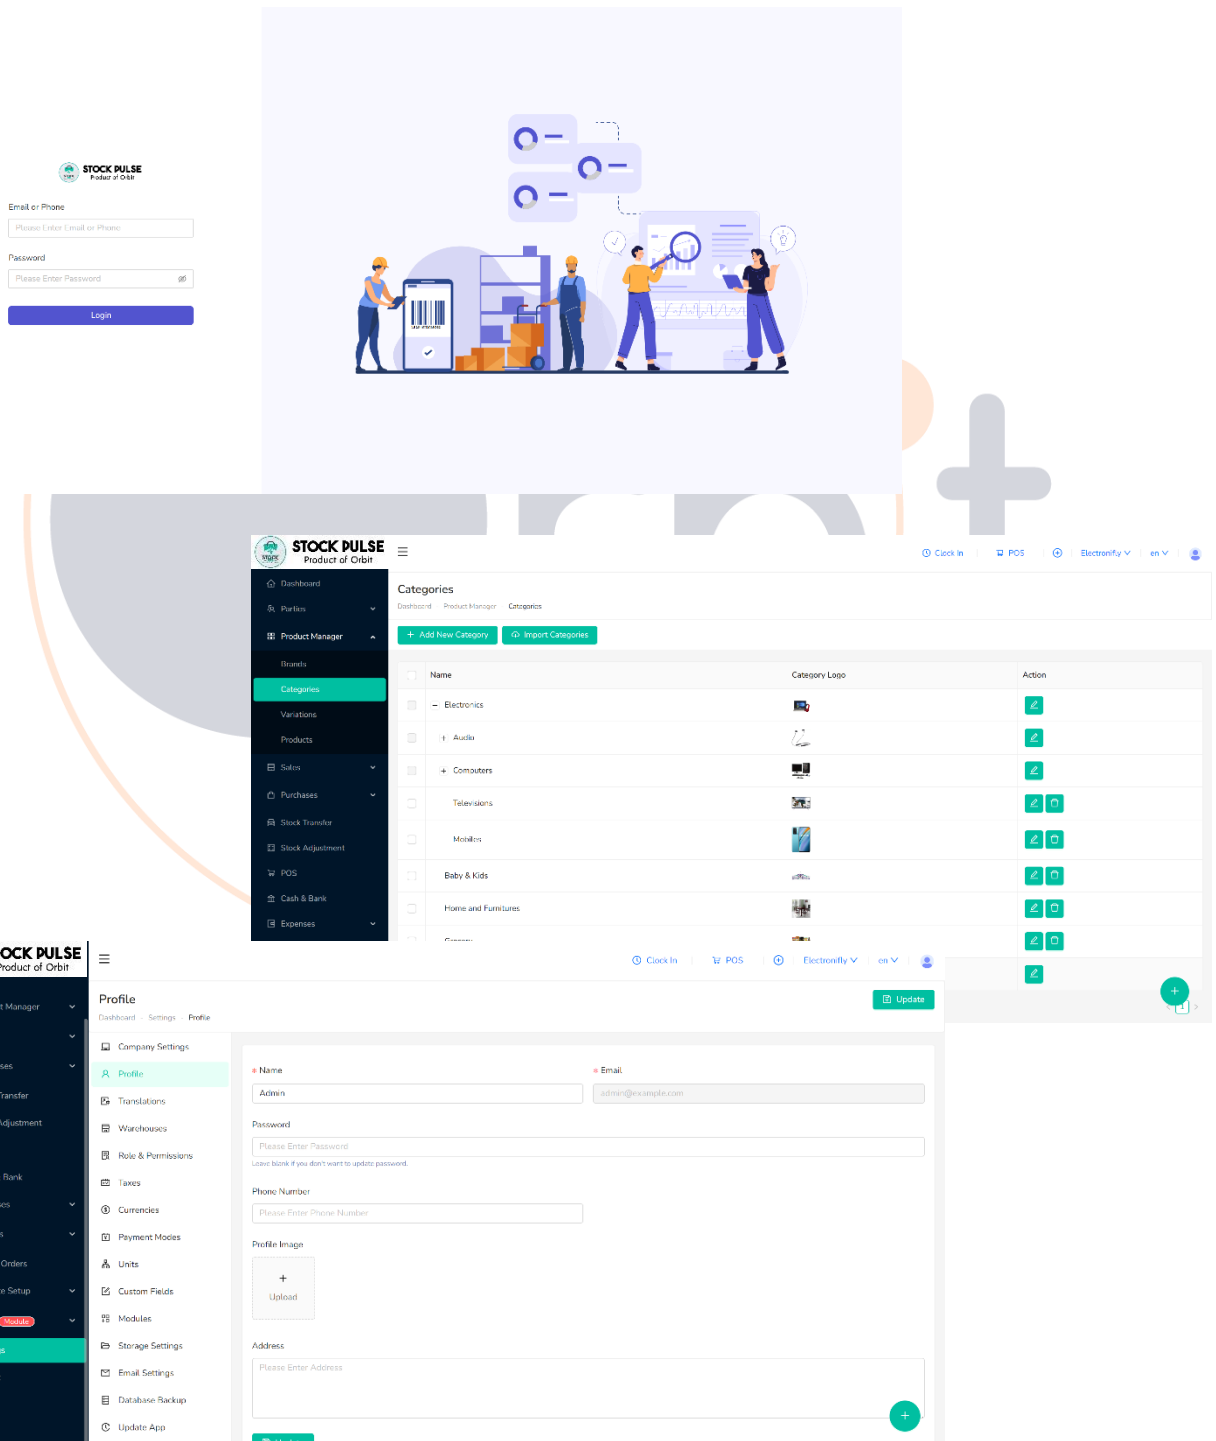 STOCK PULSE
Product of Orbit
Email or Phone
Please Enter Email or Phone
Password
Please Enter Password
Login
STOCK PULSE
Product of Orbit
Clock In
POS
Electronifly
en
Dashboard
Parties
Product Manager
Brands
Categories
Variations
Products
Sales
Purchases
Stock Transfer
Stock Adjustment
POS
Cash & Bank
Expenses
Categories
Dashboard - Product Manager - Categories
+ Add New Category
Import Categories
Name Category Logo Action
Electronics
Audio
Computers
Televisions
Mobiles
Baby & Kids
Home and Furnitures
Grocery
1
OCK PULSE
Product of Orbit
Clock In
POS
Electronifly
en
t Manager
ses
ransfer
Adjustment
Bank
ses
s
Orders
e Setup
Module
gs
Profile
Dashboard - Settings - Profile
Update
Company Settings
Profile
Translations
Warehouses
Role & Permissions
Taxes
Currencies
Payment Modes
Units
Custom Fields
Modules
Storage Settings
Email Settings
Database Backup
Update App
* Name
Admin
* Email
admin@example.com
Password
Please Enter Password
Leave blank if you don't want to update password.
Phone Number
Please Enter Phone Number
Profile Image
+
Upload
Address
Please Enter Address